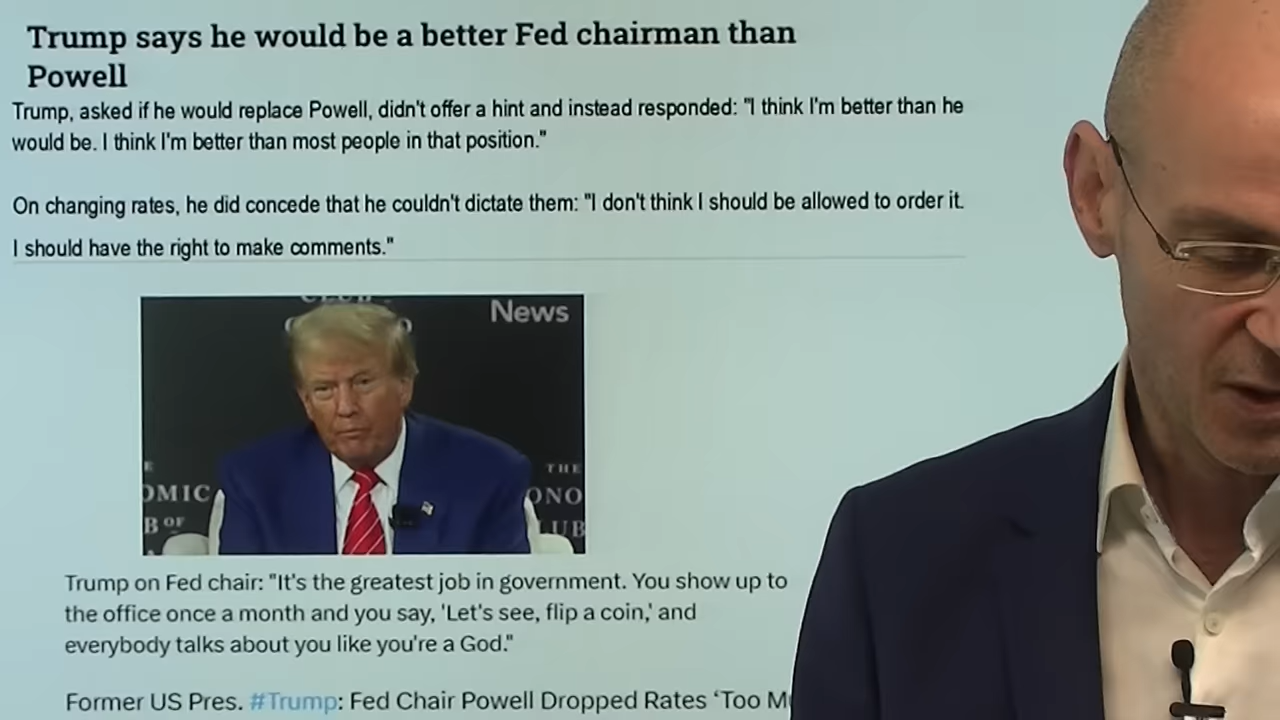 Trump says he would be a better Fed chairman than
Powell
Trump, asked if he would replace Powell, didn't offer a hint and instead responded: "I think I'm better than he
would be. I think I'm better than most people in that position."
On changing rates, he did concede that he couldn't dictate them: "I don't think I should be allowed to order it.
I should have the right to make comments."
News
THE
OMIC
ONO
B OF
LUB
Trump on Fed chair: "It's the greatest job in government. You show up to
the office once a month and you say, 'Let's see, flip a coin,' and
everybody talks about you like you're a God."
Former US Pres. #Trump: Fed Chair Powell Dropped Rates ‘Too M